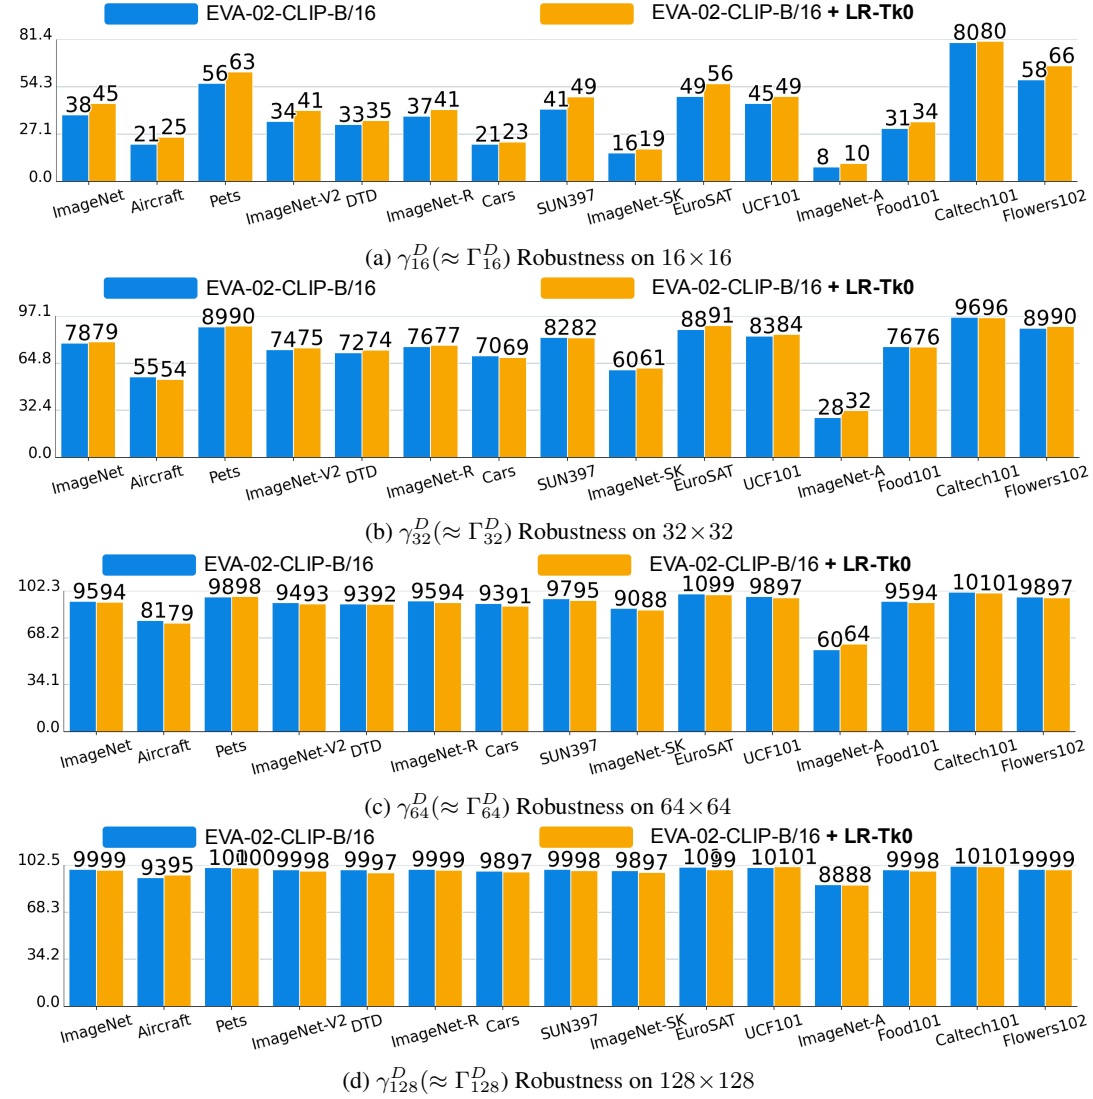 EVA-02-CLIP-B/16 EVA-02-CLIP-B/16 + LR-Tk0
81.4
54.3
27.1
0.0
38 45 21 25 56 63 34 41 33 35 37 41 21 23 41 49 16 19 49 56 45 49 8 10 31 34 80 80 58 66
ImageNet Aircraft Pets ImageNet-V2 DTD ImageNet-R Cars SUN397 ImageNet-SK EuroSAT UCF101 ImageNet-A Food101 Caltech101 Flowers102
(a) γ_16^D(≈ Γ_16^D) Robustness on 16×16
EVA-02-CLIP-B/16 EVA-02-CLIP-B/16 + LR-Tk0
97.1
64.8
32.4
0.0
78 79 55 54 89 90 74 75 72 74 76 77 70 69 82 82 60 61 88 91 83 84 28 32 76 76 96 96 89 90
ImageNet Aircraft Pets ImageNet-V2 DTD ImageNet-R Cars SUN397 ImageNet-SK EuroSAT UCF101 ImageNet-A Food101 Caltech101 Flowers102
(b) γ_32^D(≈ Γ_32^D) Robustness on 32×32
EVA-02-CLIP-B/16 EVA-02-CLIP-B/16 + LR-Tk0
102.3
68.2
34.1
0.0
95 94 81 79 98 98 94 93 93 92 95 94 93 91 97 95 90 88 10 99 98 97 60 64 95 94 10 101 98 97
ImageNet Aircraft Pets ImageNet-V2 DTD ImageNet-R Cars SUN397 ImageNet-SK EuroSAT UCF101 ImageNet-A Food101 Caltech101 Flowers102
(c) γ_64^D(≈ Γ_64^D) Robustness on 64×64
EVA-02-CLIP-B/16 EVA-02-CLIP-B/16 + LR-Tk0
102.5
68.3
34.2
0.0
99 99 93 95 100 99 98 99 97 99 99 98 97 99 98 98 97 99 10 101 88 88 99 98 10 101 99 99
ImageNet Aircraft Pets ImageNet-V2 DTD ImageNet-R Cars SUN397 ImageNet-SK EuroSAT UCF101 ImageNet-A Food101 Caltech101 Flowers102
(d) γ_128^D(≈ Γ_128^D) Robustness on 128×128